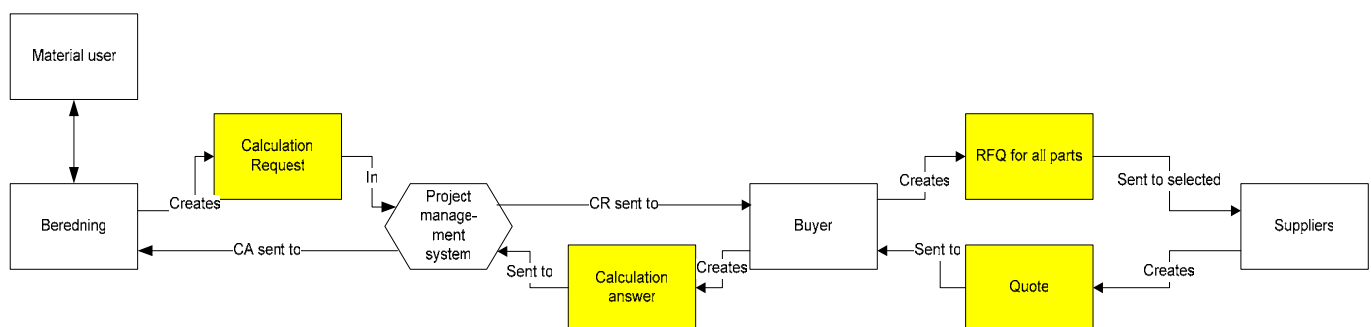 Material user
Calculation
Request
RFQ for all parts
In
Sent to selected
Creates
Creates
Beredning
Project
manage-
ment
system
CR sent to
Buyer
Suppliers
CA sent to
Sent to
Calculation
answer
Creates
Sent to
Quote
Creates